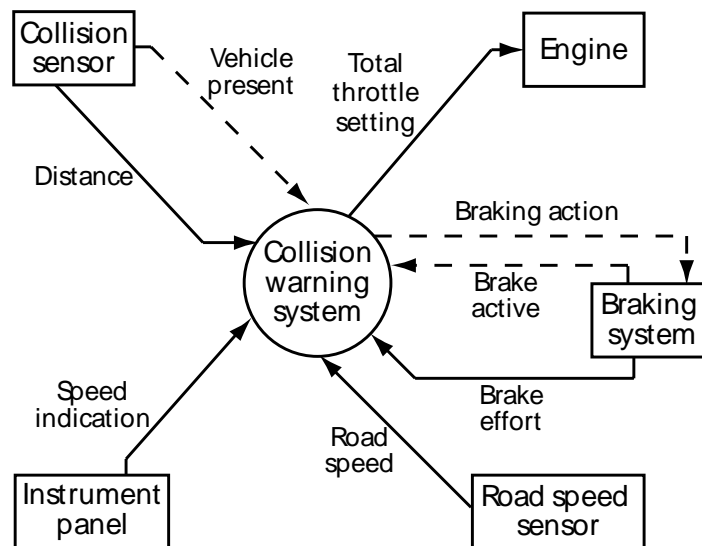 Collision
sensor
Vehicle
present
Total
throttle
setting
Engine
Distance
Braking action
Collision
warning
system
Brake
active
Braking
system
Speed
indication
Brake
effort
Road
speed
Instrument
panel
Road speed
sensor